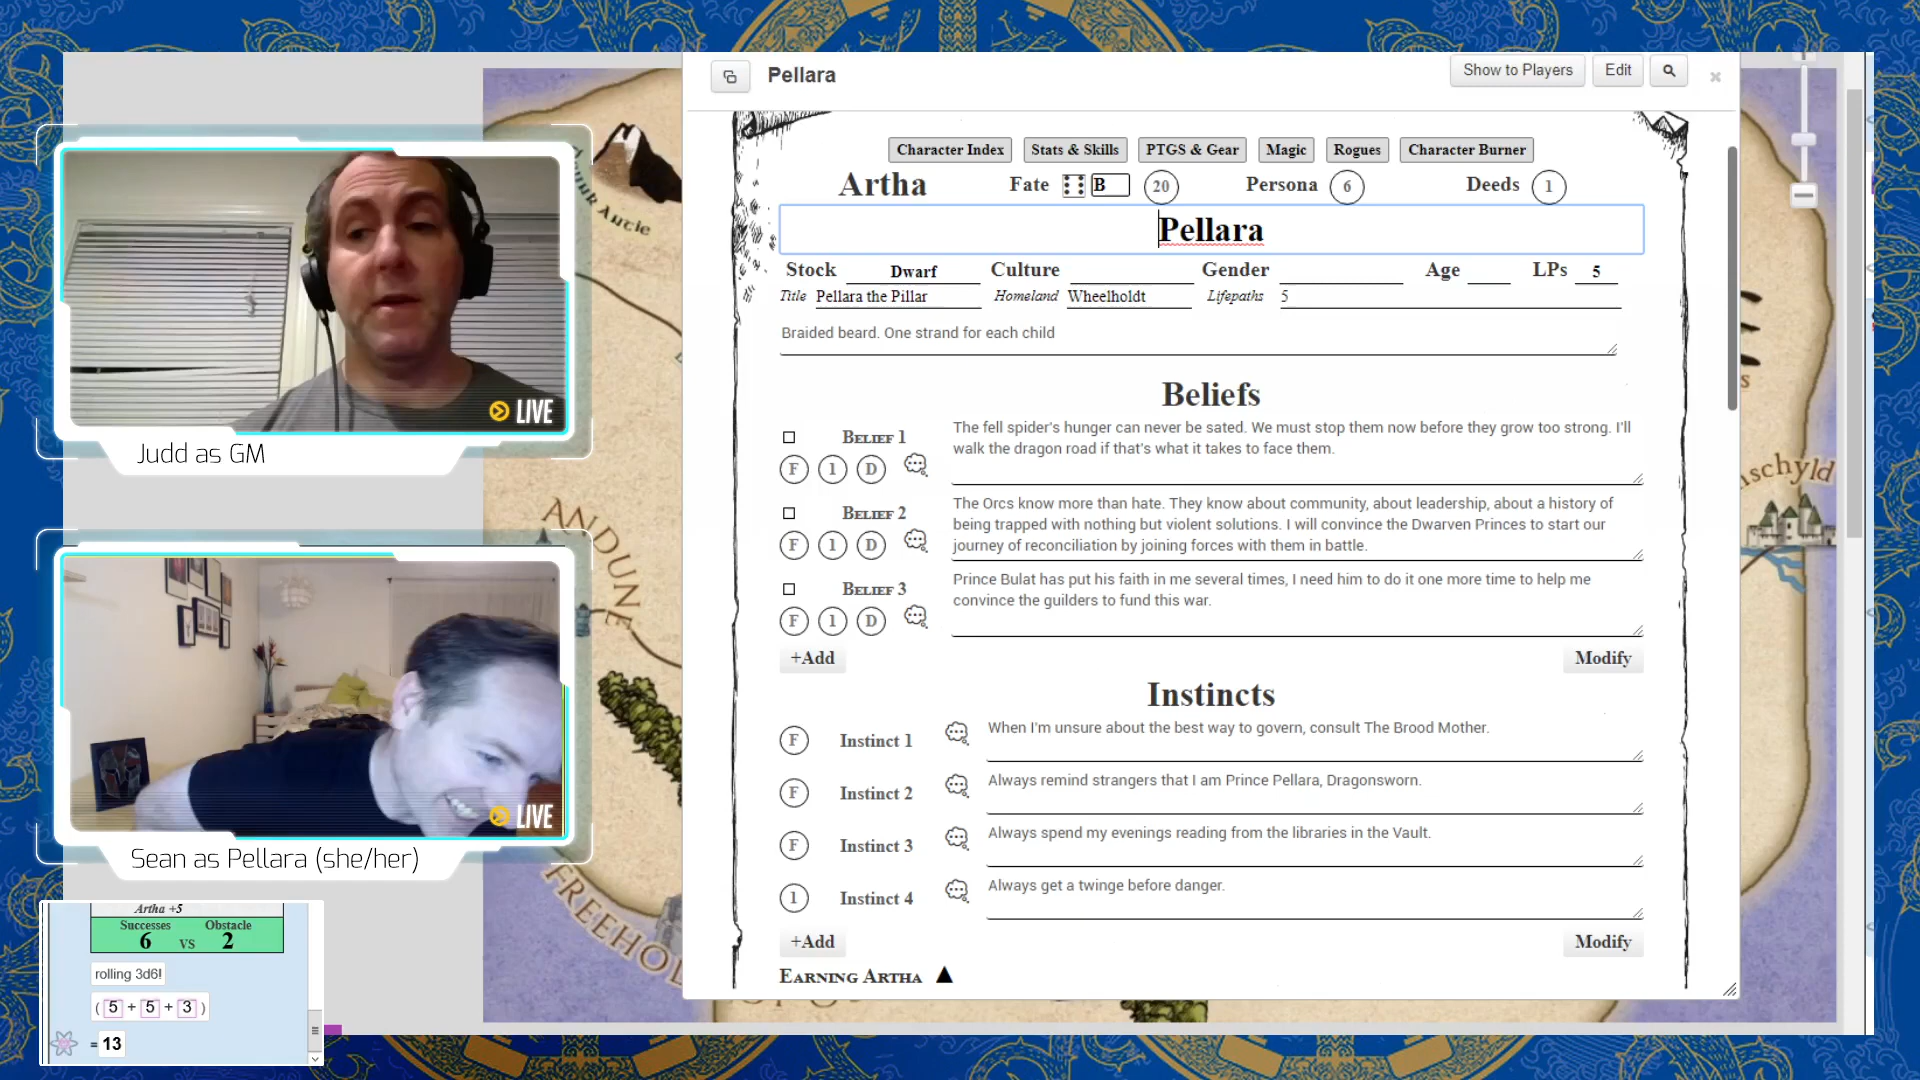 Pellara
Show to Players
Edit
Character Index
Stats & Skills
PTGS & Gear
Magic
Rogues
Character Burner
Artha
Fate
B
20
Persona
6
Deeds
1
Pellara
Stock Dwarf Culture Gender Age LPs 5
Title Pellara the Pillar Homeland Wheelholdt Lifepaths 5
Braided beard. One strand for each child
Beliefs
Belief 1
F 1 D
The fell spider's hunger can never be sated. We must stop them now before they grow too strong. I'll
walk the dragon road if that's what it takes to face them.
Belief 2
F 1 D
The Orcs know more than hate. They know about community, about leadership, about a history of
being trapped with nothing but violent solutions. I will convince the Dwarven Princes to start our
journey of reconciliation by joining forces with them in battle.
Belief 3
F 1 D
Prince Bulat has put his faith in me several times, I need him to do it one more time to help me
convince the guilders to fund this war.
+Add
Modify
Instincts
F Instinct 1 When I'm unsure about the best way to govern, consult The Brood Mother.
F Instinct 2 Always remind strangers that I am Prince Pellara, Dragonsworn.
F Instinct 3 Always spend my evenings reading from the libraries in the Vault.
1 Instinct 4 Always get a twinge before danger.
+Add
Modify
Earning Artha
LIVE
Judd as GM
LIVE
Sean as Pellara (she/her)
Artha +5
Successes Obstacle
6 VS 2
rolling 3d6!
(5+5+3)
=13
ANDUNE
FREEHO
nschyld